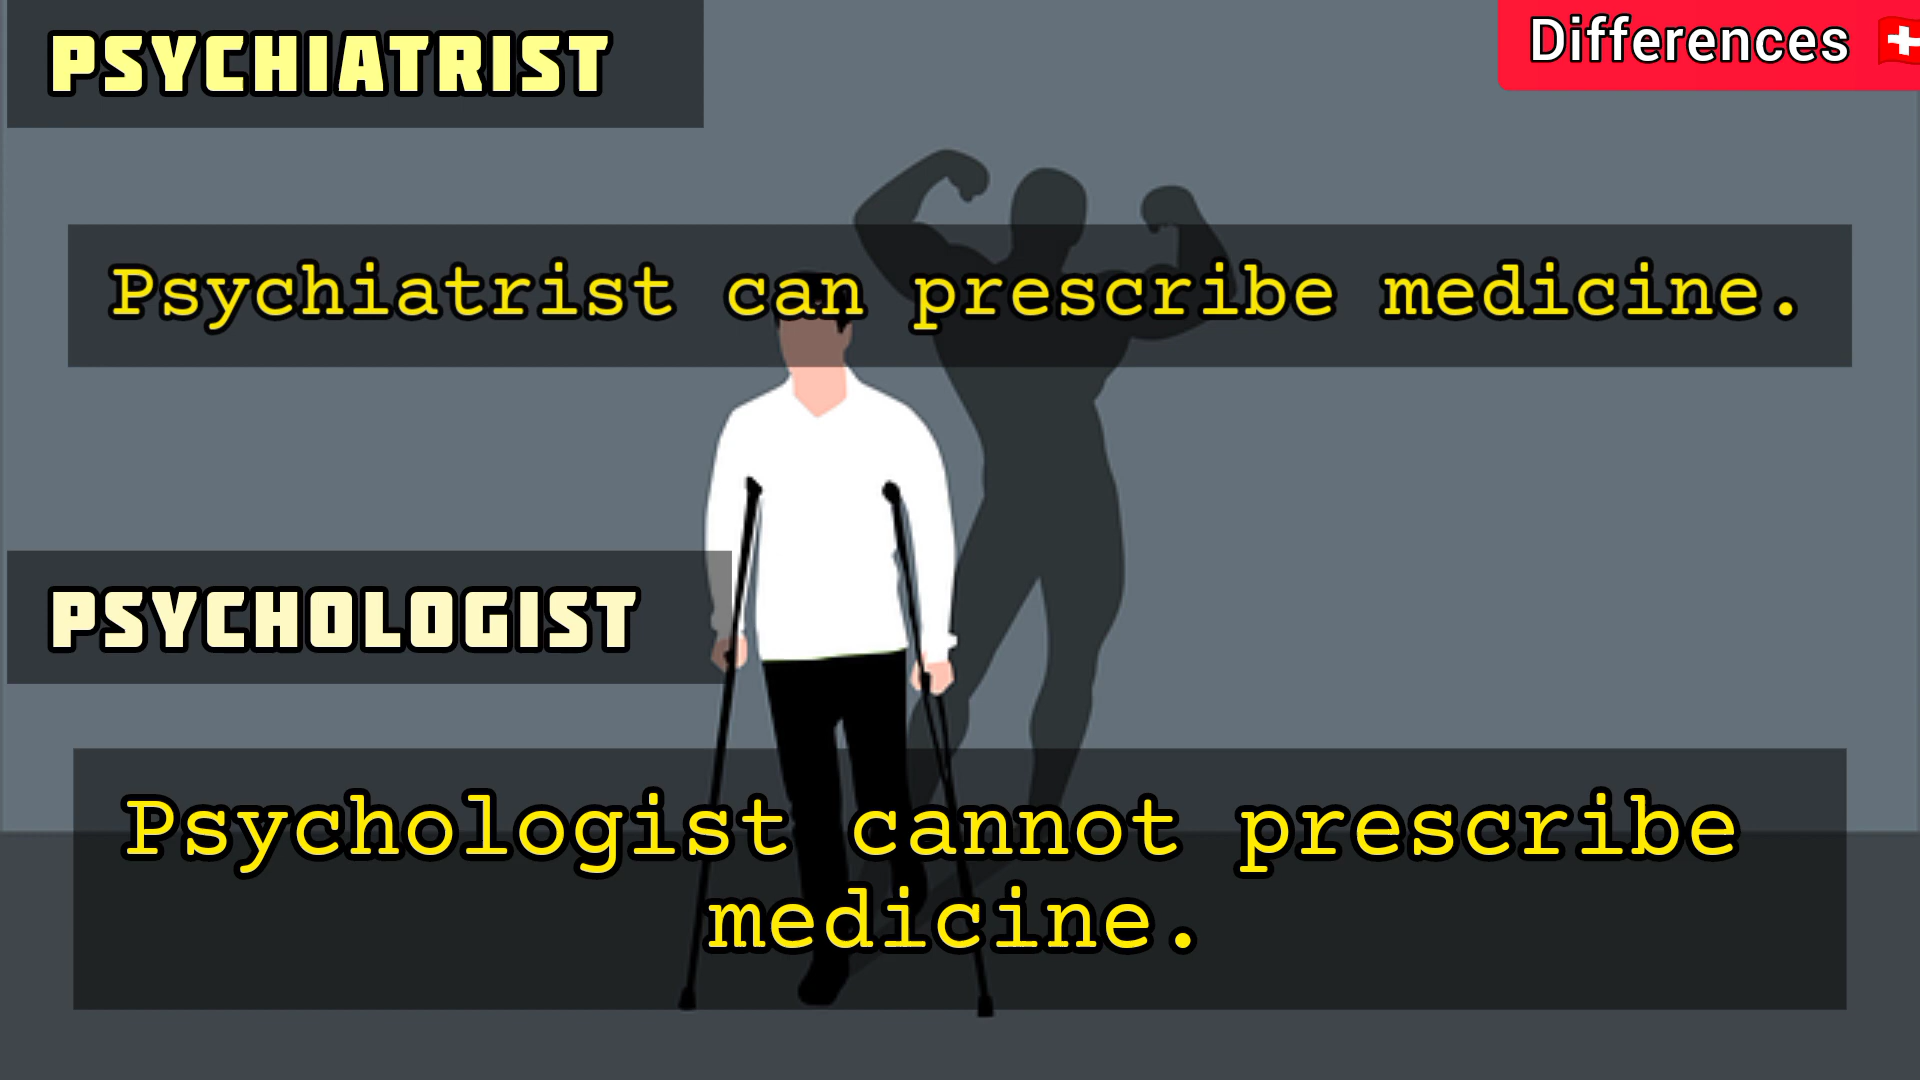 PSYCHIATRIST
Differences
Psychiatrist can prescribe medicine.
PSYCHOLOGIST
Psychologist cannot prescribe
medicine.